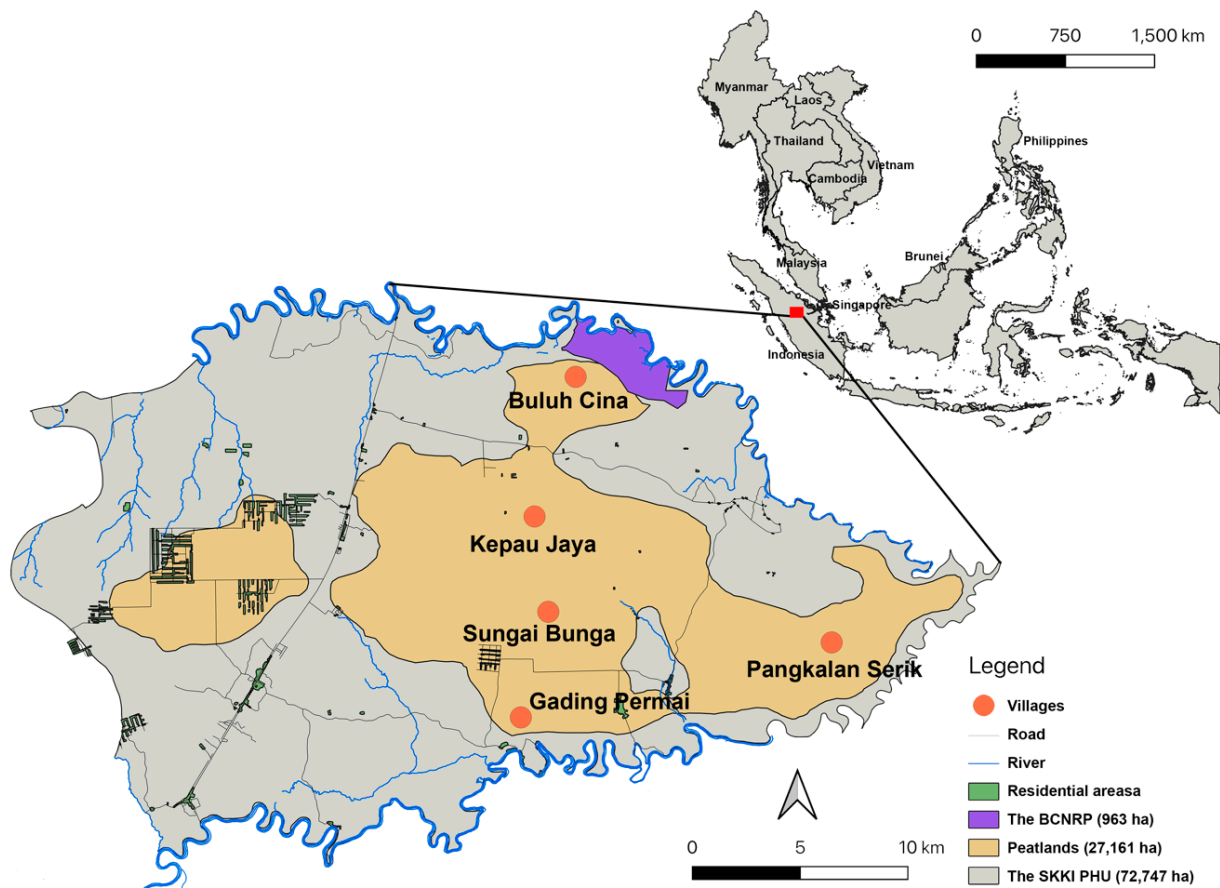 0 750 1,500 km
Myanmar
Laos
Thailand
Philippines
Vietnam
Cambodia
Malaysia
Brunei
Singapore
Indonesia
Buluh Cina
Kepau Jaya
Sungai Bunga
Pangkalan Serik
Gading Permai
Legend
Villages
Road
River
Residential areasa
The BCNRP (963 ha)
Peatlands (27,161 ha)
The SKKI PHU (72,747 ha)
0 5 10 km